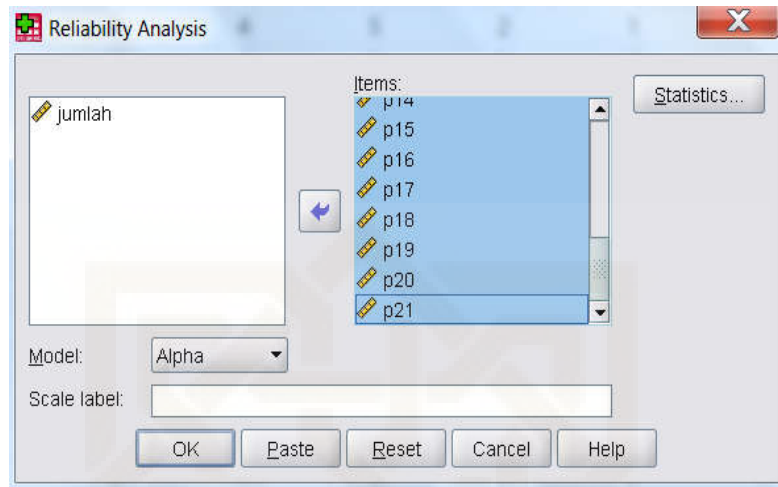 Reliability Analysis
Items:
jumlah
p14
p15
p16
p17
p18
p19
p20
p21
Statistics...
Model:
Alpha
Scale label:
OK
Paste
Reset
Cancel
Help